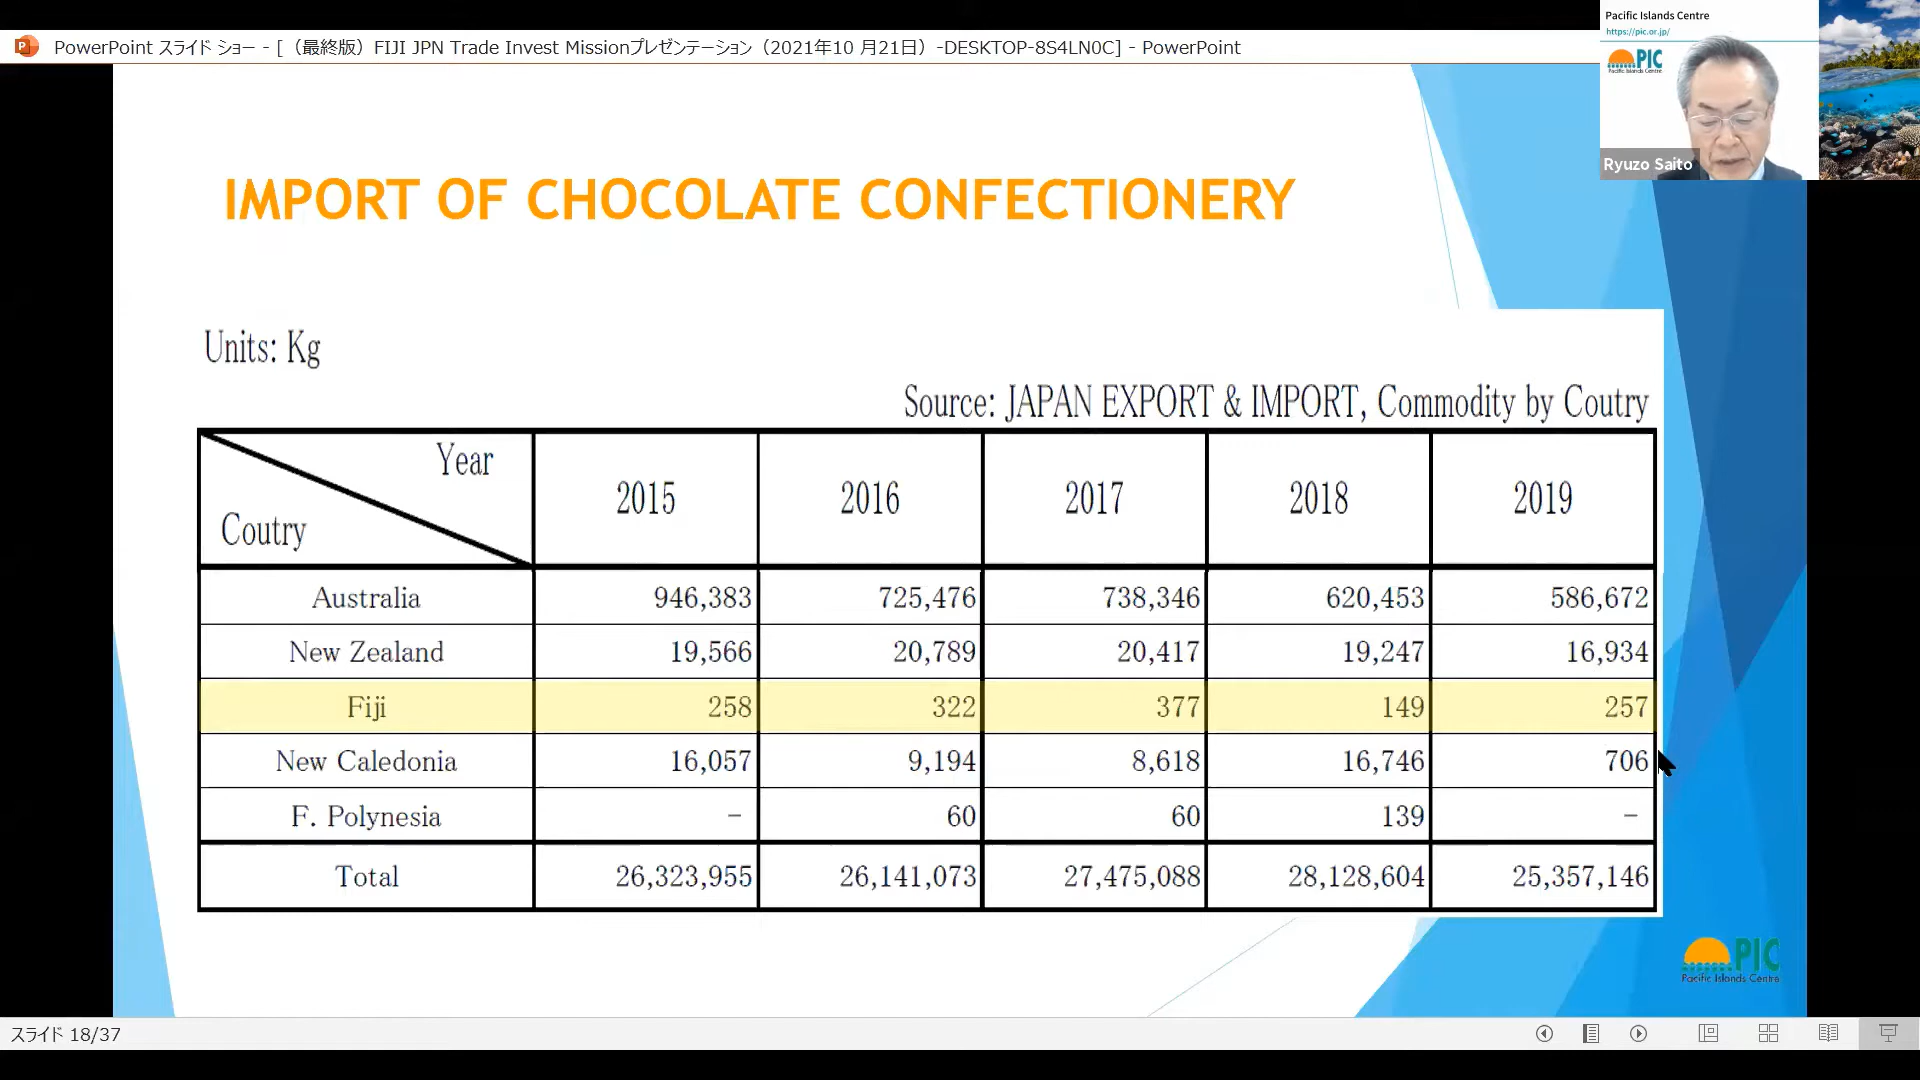 PowerPoint スライド ショー - [（最終版）FIJI JPN Trade Invest Missionプレゼンテーション（2021年10 月21日）-DESKTOP-8S4LN0C] - PowerPoint
Pacific Islands Centre
https://pic.or.jp/
PIC
Pacific Islands Centre
Ryuzo Saito
IMPORT OF CHOCOLATE CONFECTIONERY
Units: Kg
Source: JAPAN EXPORT & IMPORT, Commodity by Coutry
Year
Coutry
2015 2016 2017 2018 2019
Australia 946,383 725,476 738,346 620,453 586,672
New Zealand 19,566 20,789 20,417 19,247 16,934
Fiji 258 322 377 149 257
New Caledonia 16,057 9,194 8,618 16,746 706
F. Polynesia - 60 60 139 -
Total 26,323,955 26,141,073 27,475,088 28,128,604 25,357,146
PIC
Pacific Islands Centre
スライド 18/37